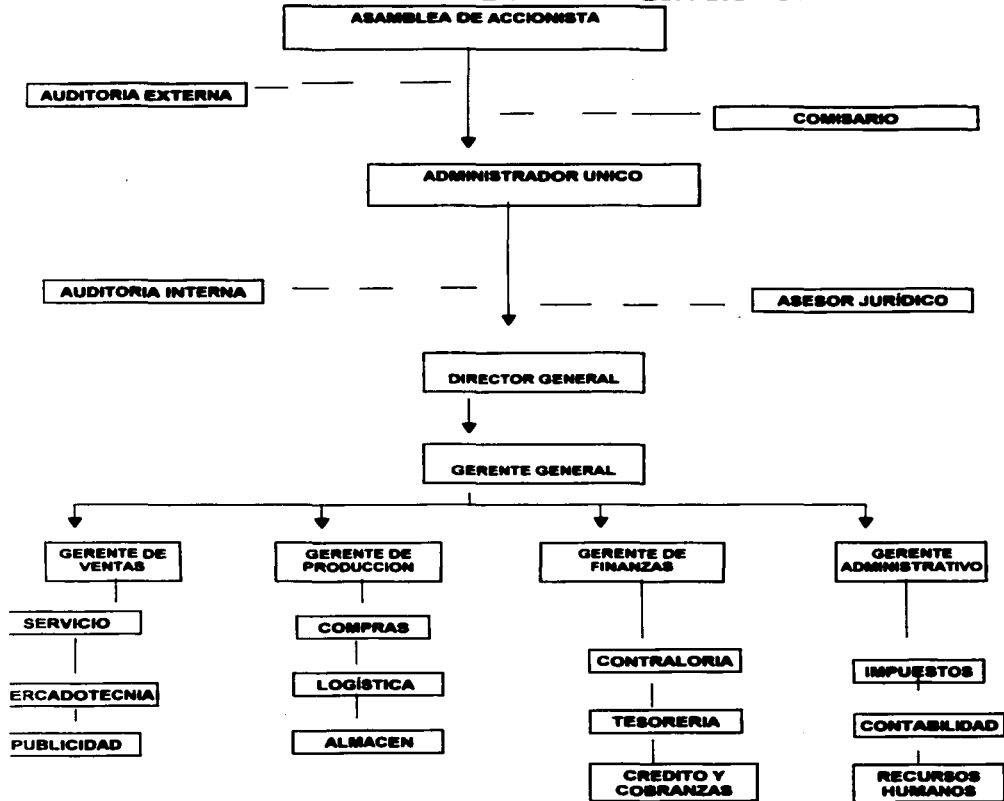 ASAMBLEA DE ACCIONISTA
AUDITORIA EXTERNA
COMISARIO
ADMINISTRADOR UNICO
AUDITORIA INTERNA
ASESOR JURÍDICO
DIRECTOR GENERAL
GERENTE GENERAL
GERENTE DE
VENTAS
GERENTE DE
PRODUCCION
GERENTE DE
FINANZAS
GERENTE
ADMINISTRATIVO
SERVICIO
ERCADOTECNIA
PUBLICIDAD
COMPRAS
LOGÍSTICA
ALMACEN
CONTRALORIA
TESORERIA
CREDITO Y
COBRANZAS
IMPUESTOS
CONTABILIDAD
RECURSOS
HUMANOS